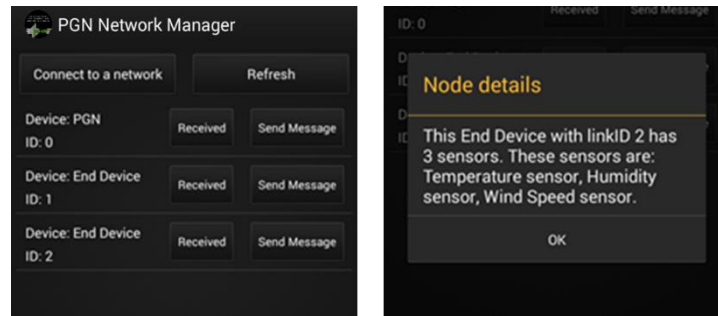 PGN Network Manager
Connect to a network
Refresh
Device: PGN
ID: 0
Received
Send Message
Device: End Device
ID: 1
Received
Send Message
Device: End Device
ID: 2
Received
Send Message
ID: 0
Received
Send Message
Node details
This End Device with linkID 2 has
3 sensors. These sensors are:
Temperature sensor, Humidity
sensor, Wind Speed sensor.
OK